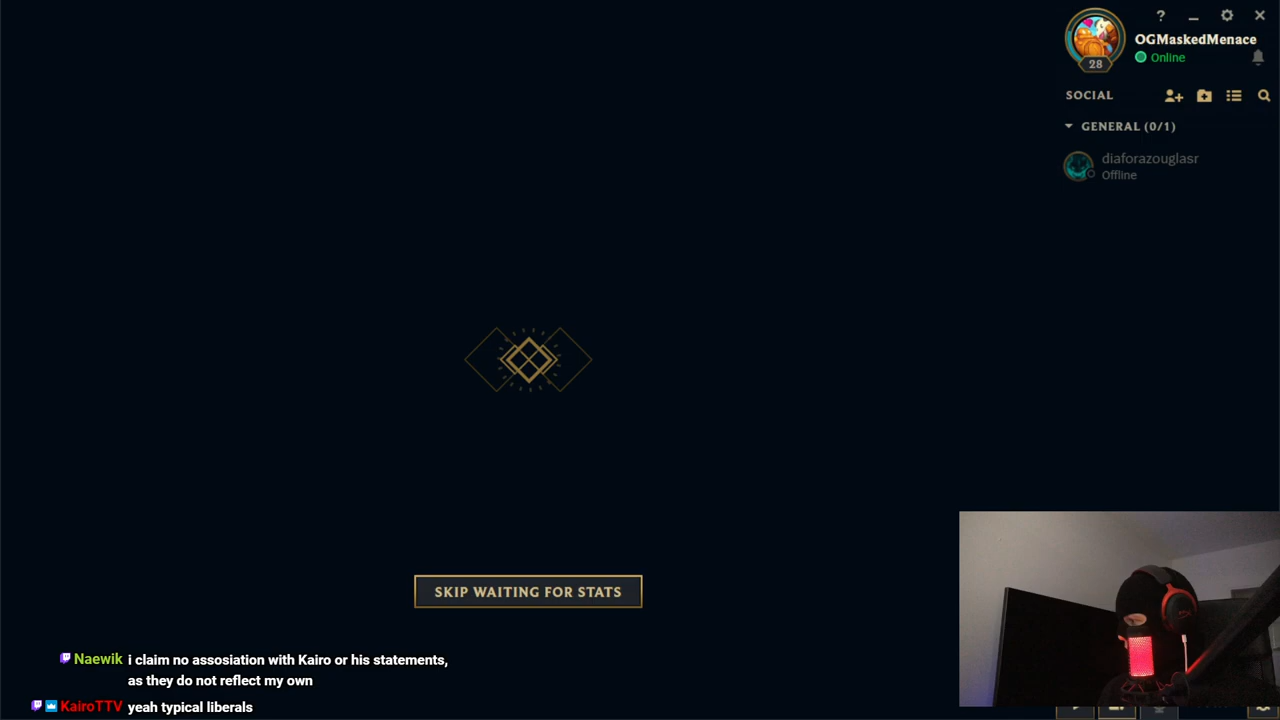 ?
OGMaskedMenace
28
Online
SOCIAL
GENERAL (0/1)
diaforazouglasr
Offline
SKIP WAITING FOR STATS
Naewik i claim no assosiation with Kairo or his statements,
as they do not reflect my own
KairoTTV yeah typical liberals